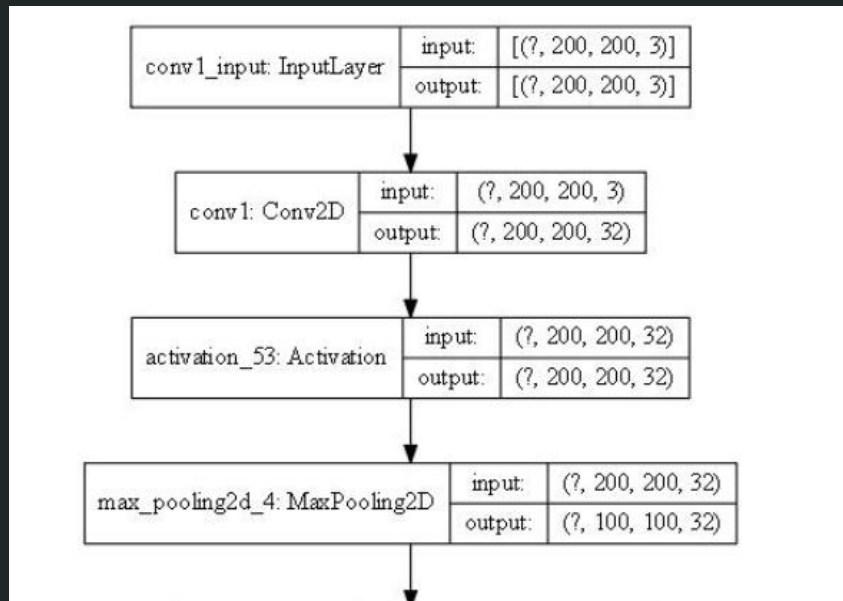 conv1_input: InputLayer
input: [(?, 200, 200, 3)]
output: [(?, 200, 200, 3)]
conv1: Conv2D
input: (?, 200, 200, 3)
output: (?, 200, 200, 32)
activation_53: Activation
input: (?, 200, 200, 32)
output: (?, 200, 200, 32)
max_pooling2d_4: MaxPooling2D
input: (?, 200, 200, 32)
output: (?, 100, 100, 32)